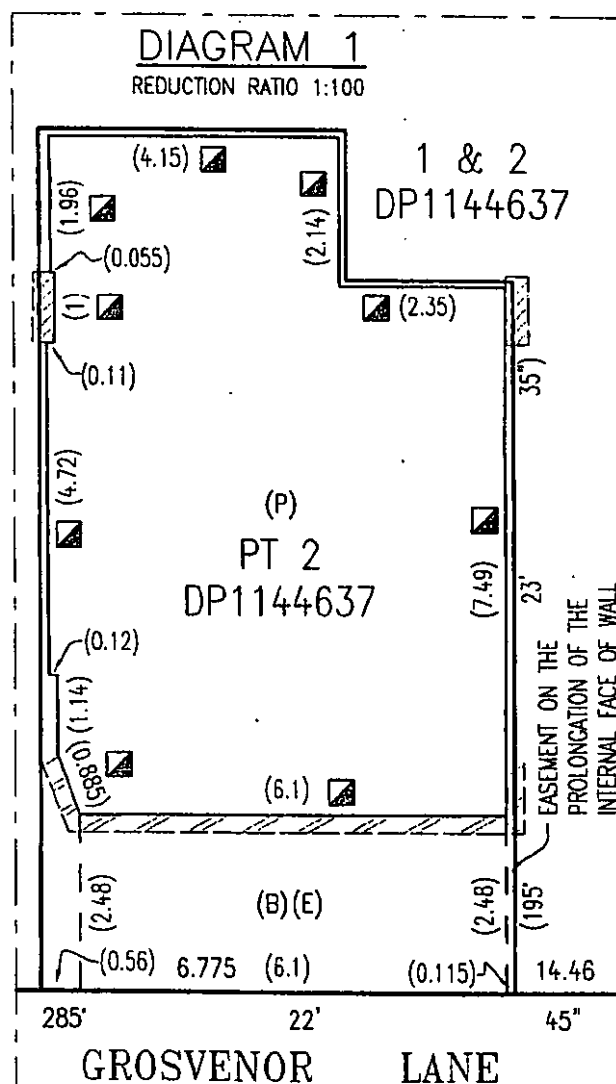 DIAGRAM 1
REDUCTION RATIO 1:100
(4.15)
1 & 2
DP1144637
(1.96)
(2.14)
(0.055)
(1)
(2.35)
(0.11)
35")
(4.72)
(P)
PT 2
DP1144637
(7.49)
23'
(0.12)
(1.14)
(0.885)
(6.1)
EASEMENT ON THE
PROLONGATION OF THE
INTERNAL FACE OF WALL
(2.48)
(B)(E)
(2.48)
(195°
(0.56)
6.775
(6.1)
(0.115)
14.46
285'
22'
45"
GROSVENOR LANE